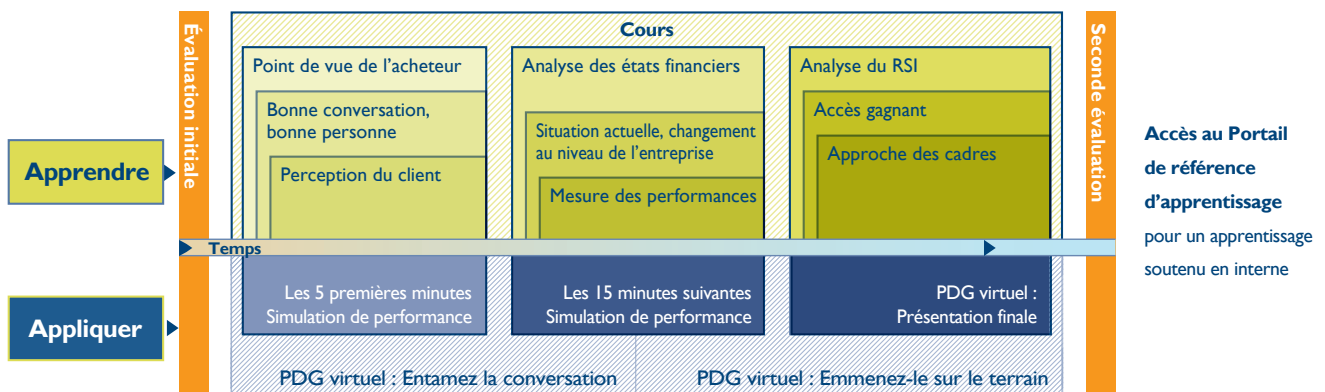 Évaluation initiale
Cours
Point de vue de l’acheteur
Bonne conversation,
bonne personne
Perception du client
Analyse des états financiers
Situation actuelle, changement
au niveau de l’entreprise
Mesure des performances
Analyse du RSI
Accès gagnant
Approche des cadres
Seconde évaluation
Apprendre
Accès au Portail
de référence
d’apprentissage
pour un apprentissage
soutenu en interne
Temps
Appliquer
Les 5 premières minutes
Simulation de performance
Les 15 minutes suivantes
Simulation de performance
PDG virtuel :
Présentation finale
PDG virtuel : Entamez la conversation
PDG virtuel : Emmenez-le sur le terrain